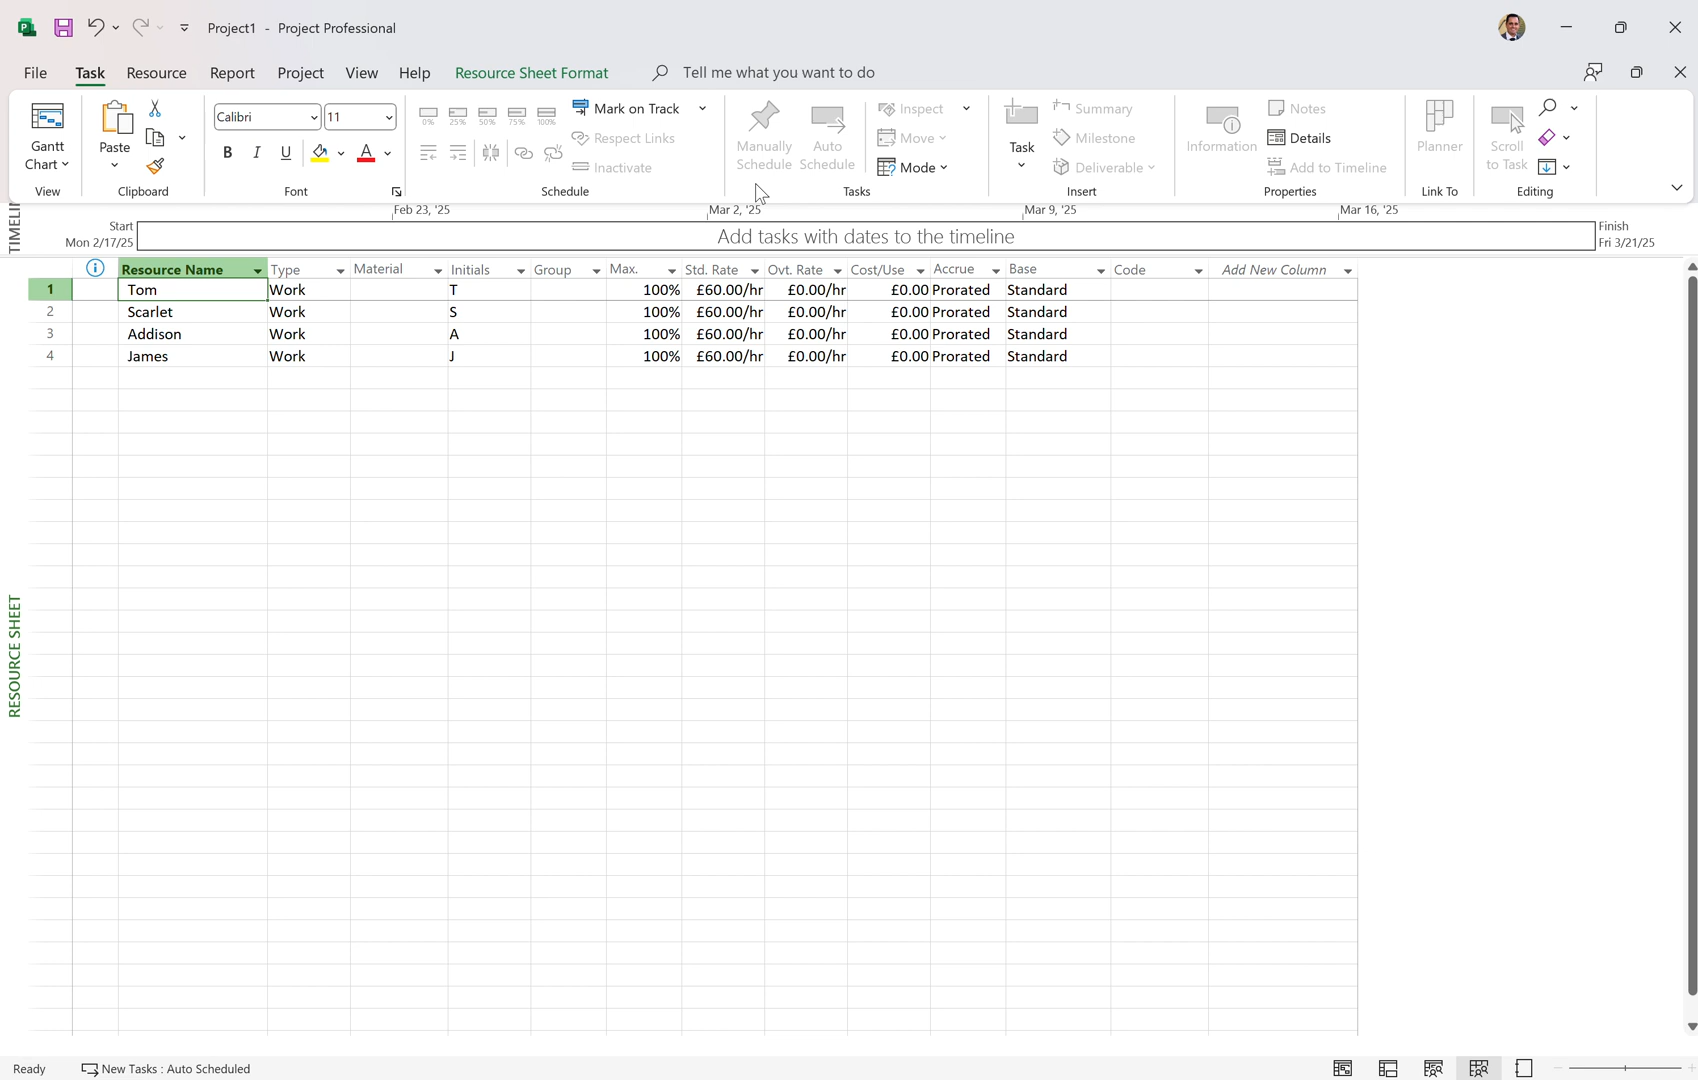 Project1 - Project Professional
File Task Resource Report Project View Help Resource Sheet Format Tell me what you want to do
Gantt Chart
View
Paste
Clipboard
Calibri 11
B I U A
Font
0% 25% 50% 75% 100%
Mark on Track
Respect Links
Inactivate
Schedule
Manually Schedule
Auto Schedule
Inspect
Move
Mode
Tasks
Task
Summary
Milestone
Deliverable
Insert
Information
Notes
Details
Add to Timeline
Properties
Planner
Link To
Scroll to Task
Editing
Feb 23, '25 Mar 2, '25 Mar 9, '25 Mar 16, '25
Start
Mon 2/17/25
Add tasks with dates to the timeline
Finish
Fri 3/21/25
Resource Name Type Material Initials Group Max. Std. Rate Ovt. Rate Cost/Use Accrue Base Code Add New Column
1 Tom Work T 100% £60.00/hr £0.00/hr £0.00 Prorated Standard
2 Scarlet Work S 100% £60.00/hr £0.00/hr £0.00 Prorated Standard
3 Addison Work A 100% £60.00/hr £0.00/hr £0.00 Prorated Standard
4 James Work J 100% £60.00/hr £0.00/hr £0.00 Prorated Standard
RESOURCE SHEET
Ready New Tasks : Auto Scheduled